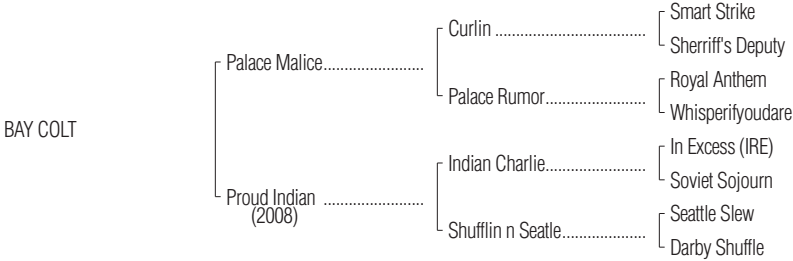 Smart Strike
Curlin ......................................
Sherriff's Deputy
Palace Malice.........................
Royal Anthem
Palace Rumor.........................
Whisperifyoudare
BAY COLT
In Excess (IRE)
Indian Charlie.........................
Soviet Sojourn
Proud Indian .........................
(2008)
Seattle Slew
Shufflin n Seatle.....................
Darby Shuffle